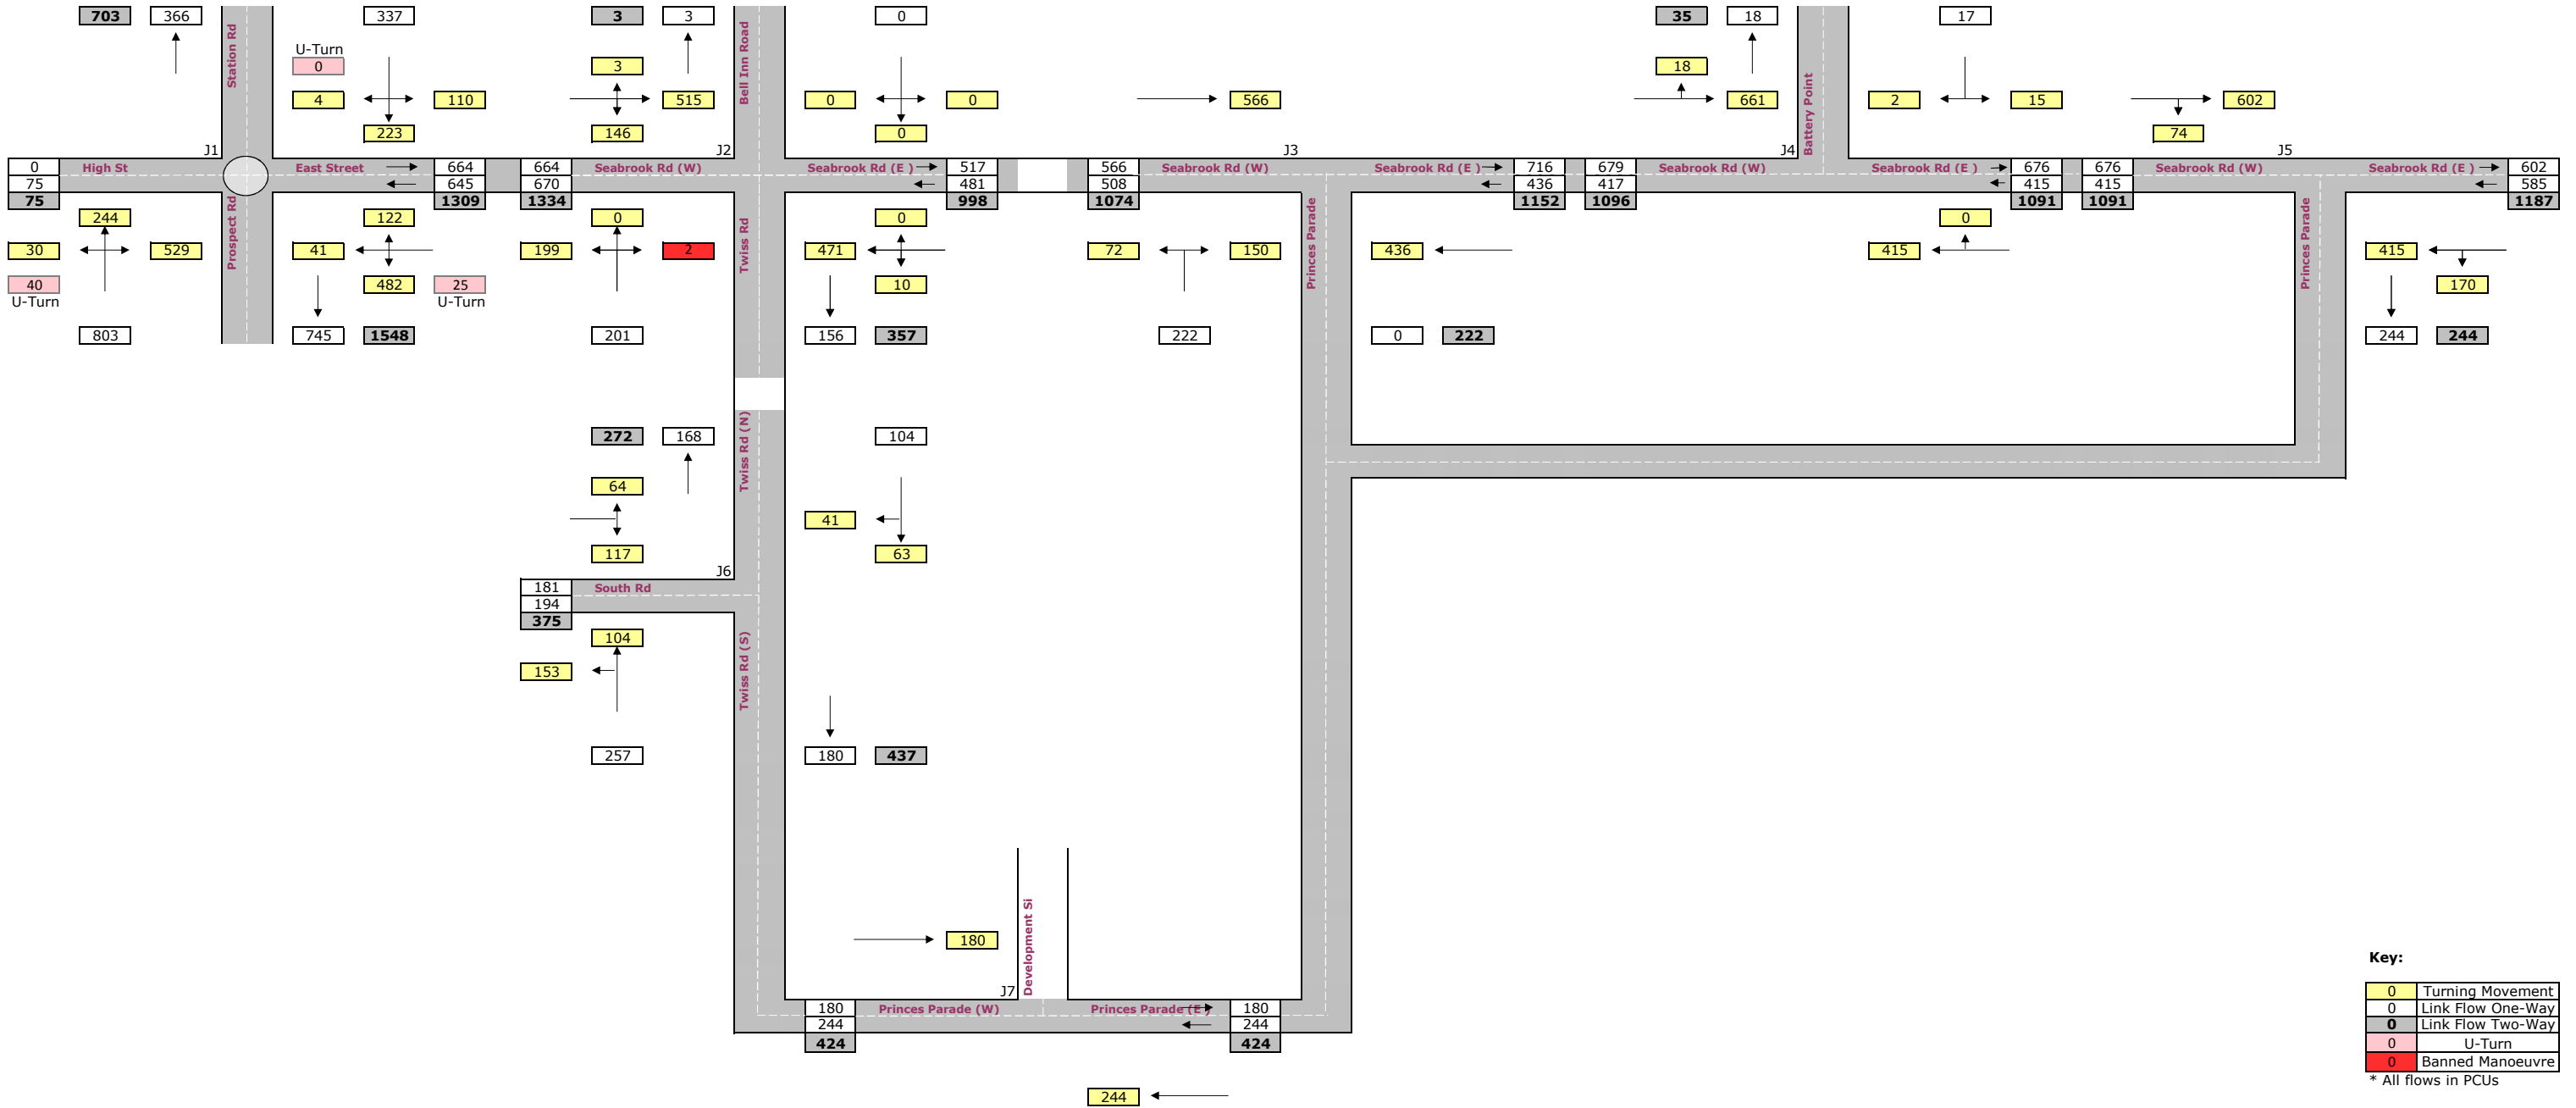 703 366 337 3 3 0 35 18 17
Station Rd
Bell Inn Road
U-Turn
0 3 18
Battery Point
4 110 515 0 0 566 661 2 15 602
223 146 0 74
J1 J2 J3 J4 J5
0 High St East Street 664 664 Seabrook Rd (W) Seabrook Rd (E ) 517 566 Seabrook Rd (W) Seabrook Rd (E ) 716 679 Seabrook Rd (W) Seabrook Rd (E ) 676 676 Seabrook Rd (W) Seabrook Rd (E ) 602
75 645 670 481 508 436 417 415 415 585
75 1309 1334 998 1074 1152 1096 1091 1091 1187
Prospect Rd
Twiss Rd
Princes Parade
Princes Parade
244 122 0 0 0
30 529 41 199 2 471 72 150 436 415 415
40 482 25 10 170
U-Turn U-Turn
803 745 1548 201 156 357 222 0 222 244 244
Twiss Rd (N)
272 168 104
64
41
117 63
J6
181 South Rd
194
375
Twiss Rd (S)
104
153
257 180 437
Development Si
180
J7
180 Princes Parade (W) Princes Parade (E ) 180
244 244
424 424
244
Key:
0 Turning Movement
0 Link Flow One-Way
0 Link Flow Two-Way
0 U-Turn
0 Banned Manoeuvre
* All flows in PCUs